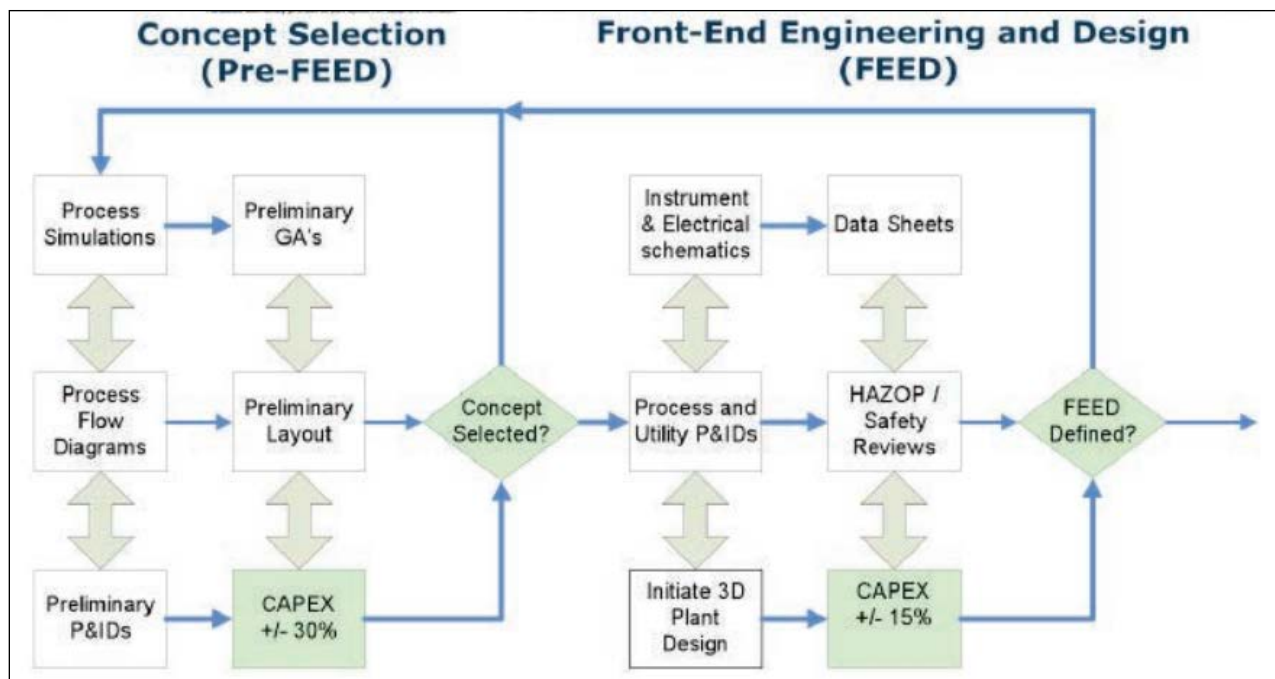 Concept Selection
(Pre-FEED)
Front-End Engineering and Design
(FEED)
Process
Simulations
Preliminary
GA's
Instrument
& Electrical
schematics
Data Sheets
Process
Flow
Diagrams
Preliminary
Layout
Concept
Selected?
Process and
Utility P&IDs
HAZOP /
Safety
Reviews
FEED
Defined?
Preliminary
P&IDs
CAPEX
+/- 30%
Initiate 3D
Plant
Design
CAPEX
+/- 15%